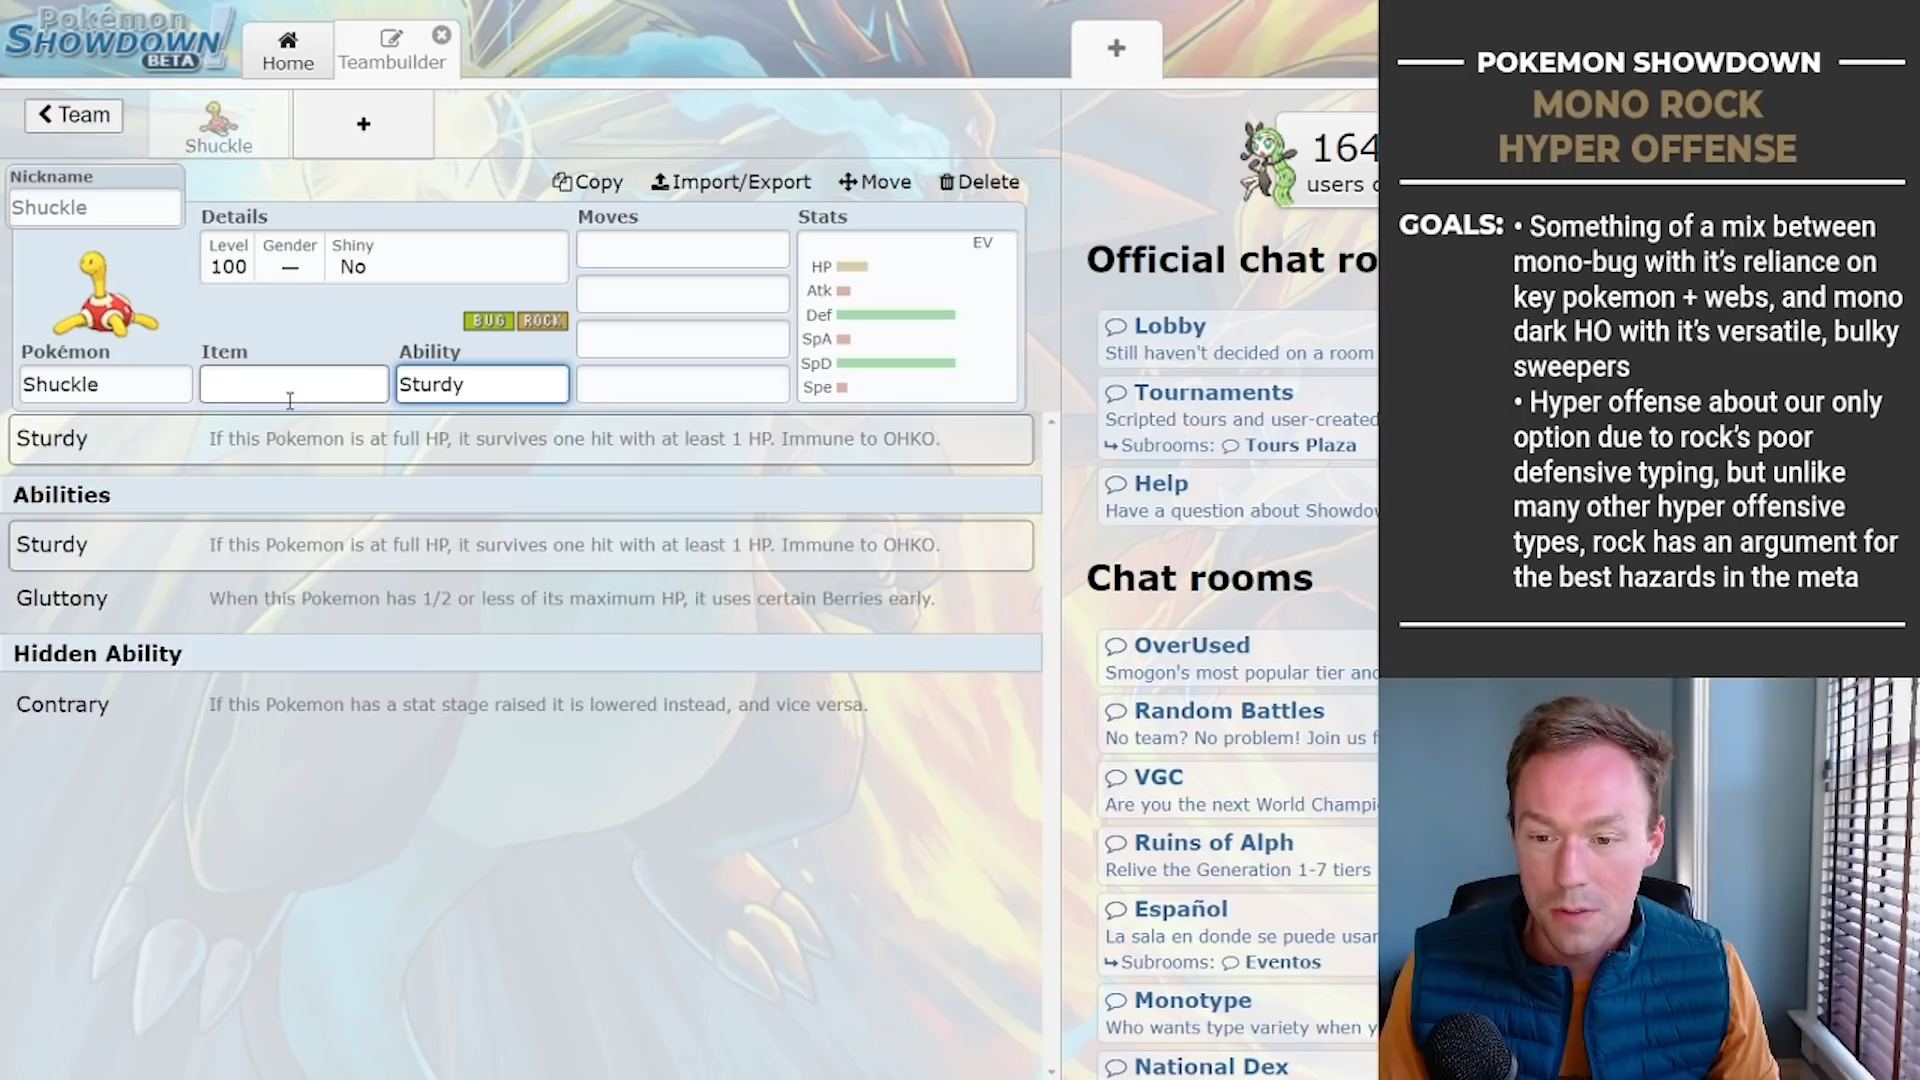 Pokémon
SHOWDOWN!
BETA
Home
Teambuilder
Team
Shuckle
Nickname
Shuckle
Copy
Import/Export
Move
Delete
Details
Moves
Stats
Level
Gender
Shiny
100
—
No
EV
HP
Atk
Def
SpA
SpD
Spe
BUG ROCK
Pokémon
Item
Ability
Shuckle
Sturdy
Sturdy
If this Pokemon is at full HP, it survives one hit with at least 1 HP. Immune to OHKO.
Abilities
Sturdy
If this Pokemon is at full HP, it survives one hit with at least 1 HP. Immune to OHKO.
Gluttony
When this Pokemon has 1/2 or less of its maximum HP, it uses certain Berries early.
Hidden Ability
Contrary
If this Pokemon has a stat stage raised it is lowered instead, and vice versa.
164
users
Official chat ro
Lobby
Still haven't decided on a room
Tournaments
Scripted tours and user-created
↳Subrooms: Tours Plaza
Help
Have a question about Showdo
Chat rooms
OverUsed
Smogon's most popular tier and
Random Battles
No team? No problem! Join us f
VGC
Are you the next World Champi
Ruins of Alph
Relive the Generation 1-7 tiers
Español
La sala en donde se puede usar
↳Subrooms: Eventos
Monotype
Who wants type variety when y
National Dex
POKEMON SHOWDOWN
MONO ROCK
HYPER OFFENSE
GOALS: • Something of a mix between
mono-bug with it's reliance on
key pokemon + webs, and mono
dark HO with it's versatile, bulky
sweepers
• Hyper offense about our only
option due to rock's poor
defensive typing, but unlike
many other hyper offensive
types, rock has an argument for
the best hazards in the meta